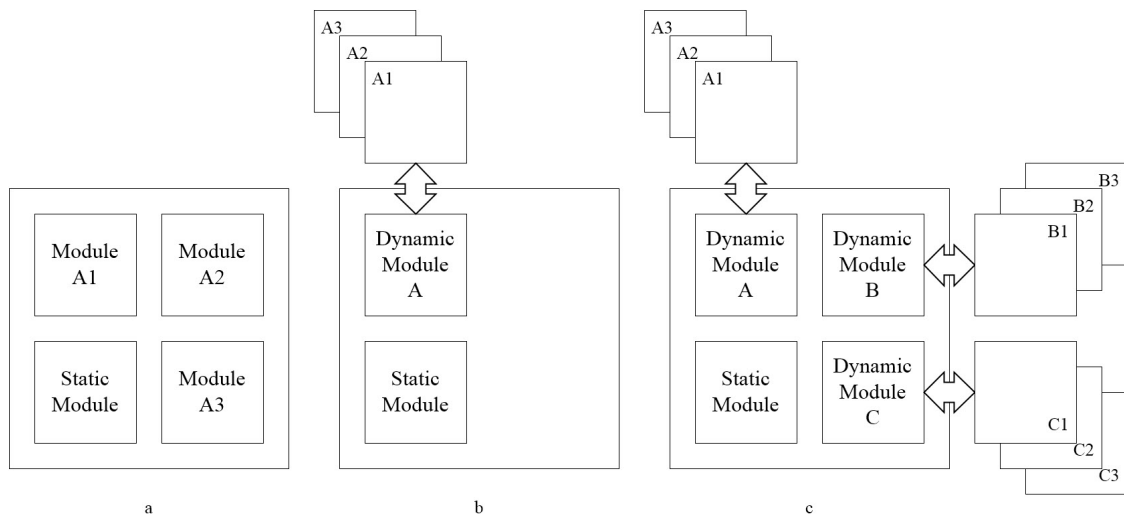 Module
A1
Module
A2
Static
Module
Module
A3
a
A3
A2
A1
Dynamic
Module
A
Static
Module
b
A3
A2
A1
Dynamic
Module
A
Dynamic
Module
B
B3
B2
B1
Static
Module
Dynamic
Module
C
C1
C2
C3
c